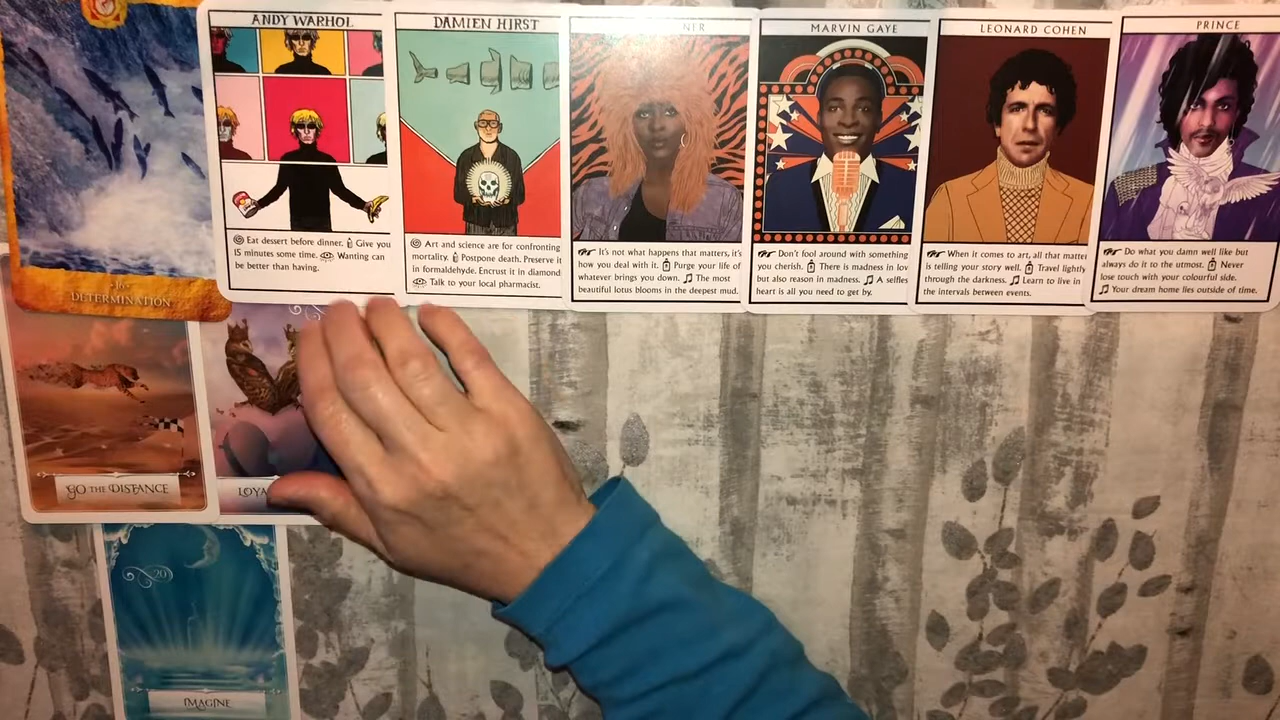 · 16 ·
DETERMINATION
ANDY WARHOL
Eat dessert before dinner. Give you
15 minutes some time. Wanting can
be better than having.
DAMIEN HIRST
Art and science are for confronting
mortality. Postpone death. Preserve it
in formaldehyde. Encrust it in diamond
Talk to your local pharmacist.
NER
It's not what happens that matters, it's
how you deal with it. Purge your life of
whatever brings you down. The most
beautiful lotus blooms in the deepest mud.
MARVIN GAYE
Don't fool around with something
you cherish. There is madness in lov
but also reason in madness. A selfles
heart is all you need to get by.
LEONARD COHEN
When it comes to art, all that matte
is telling your story well. Travel lightly
through the darkness. Learn to live in
the intervals between events.
PRINCE
Do what you damn well like but
always do it to the utmost. Never
lose touch with your colourful side.
Your dream home lies outside of time.
GO THE DISTANCE
LOYA
20
IMAGINE